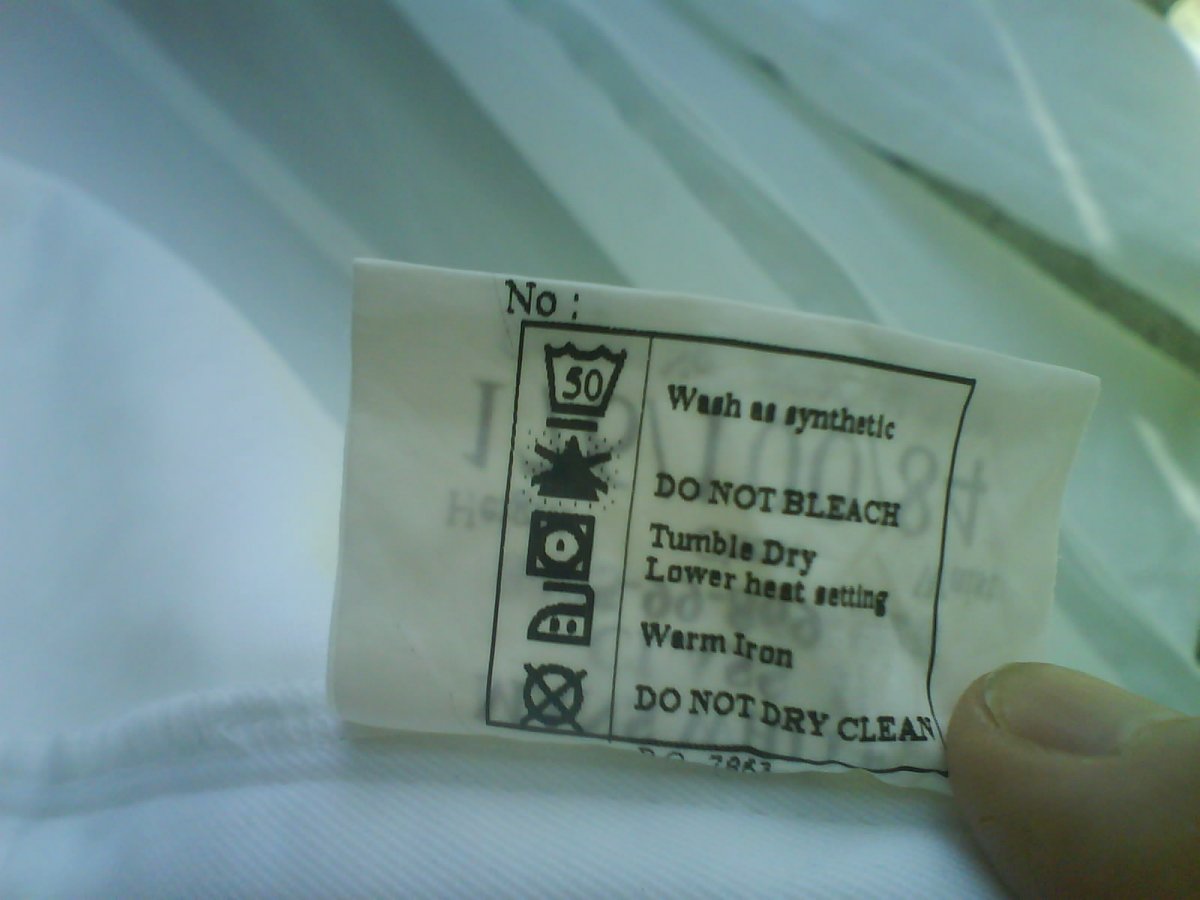 No :
50
Wash as synthetic
DO NOT BLEACH
Tumble Dry
Lower heat setting
Warm Iron
DO NOT DRY CLEAN